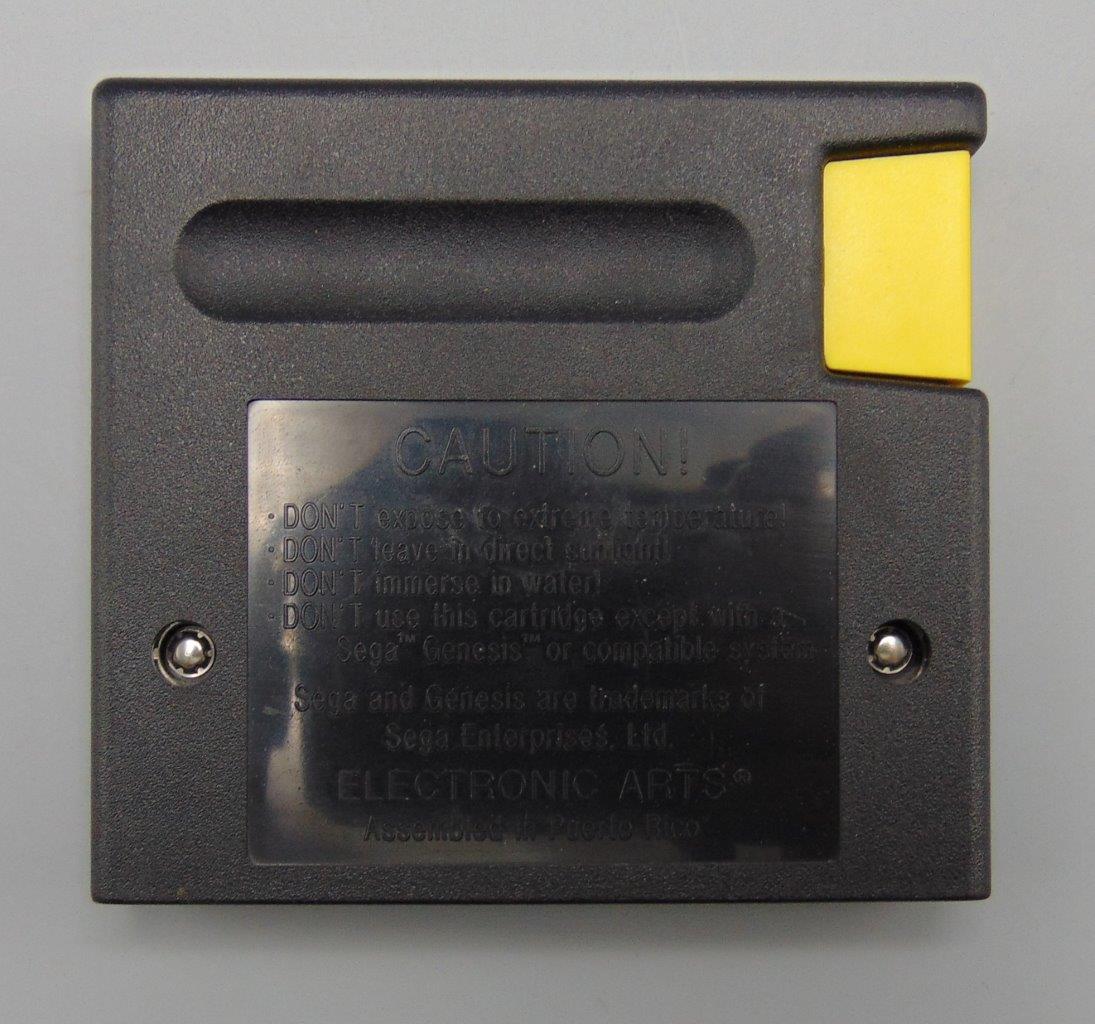 CAUTION!
· DON'T expose to extreme temperature!
· DON'T leave in direct sunlight!
· DON'T immerse in water!
· DON'T use this cartridge except with a
Sega™ Genesis™ or compatible system
Sega and Genesis are trademarks of
Sega Enterprises, Ltd.
ELECTRONIC ARTS®
Assembled in Puerto Rico